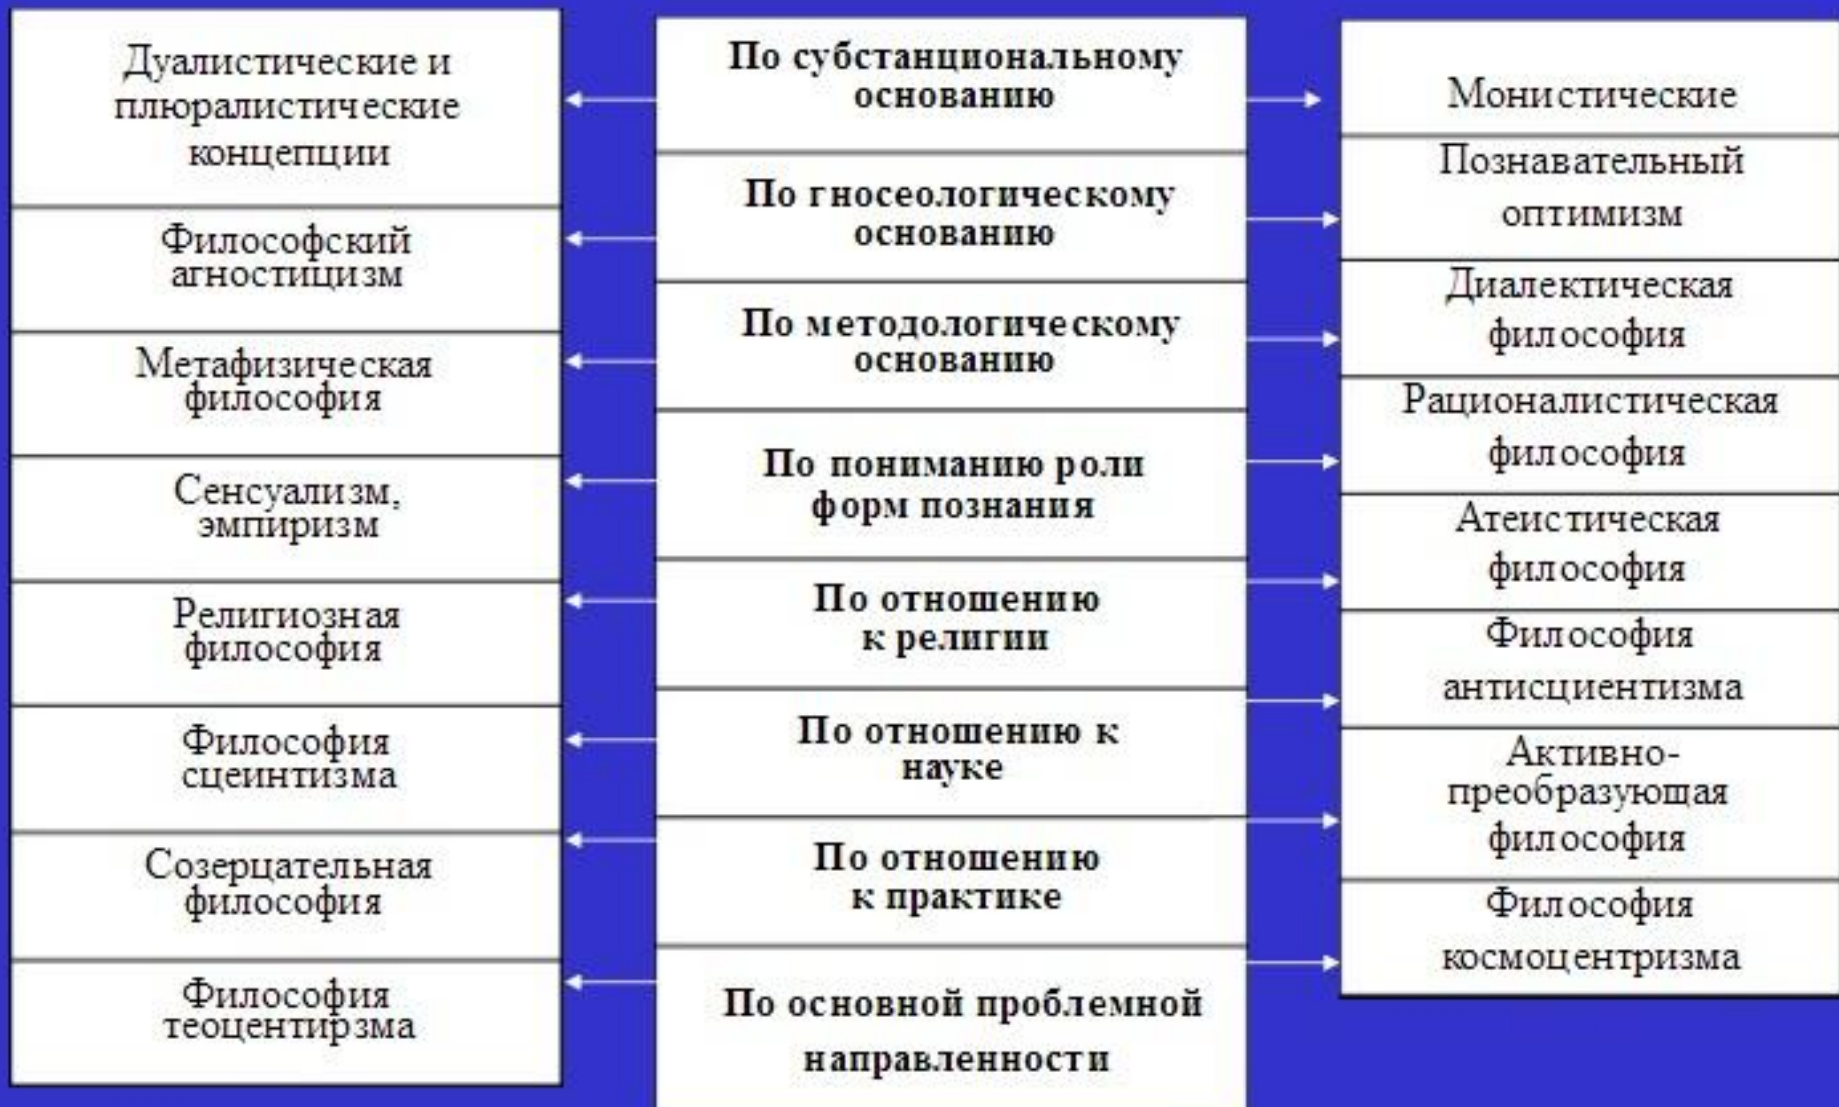 Дуалистические и
плюралистические
концепции
Философский
агностицизм
Метафизическая
философия
Сенсуализм,
эмпиризм
Религиозная
философия
Философия
сцеинтизма
Созерцательная
философия
Философия
теоцентирзма
По субстанциональному
основанию
По гносеологическому
основанию
По методологическому
основанию
По пониманию роли
форм познания
По отношению
к религии
По отношению к
науке
По отношению
к практике
По основной проблемной
направленности
Монистические
Познавательный
оптимизм
Диалектическая
философия
Рационалистическая
философия
Атеистическая
философия
Философия
антисциентизма
Активно-
преобразующая
философия
Философия
космоцентризма